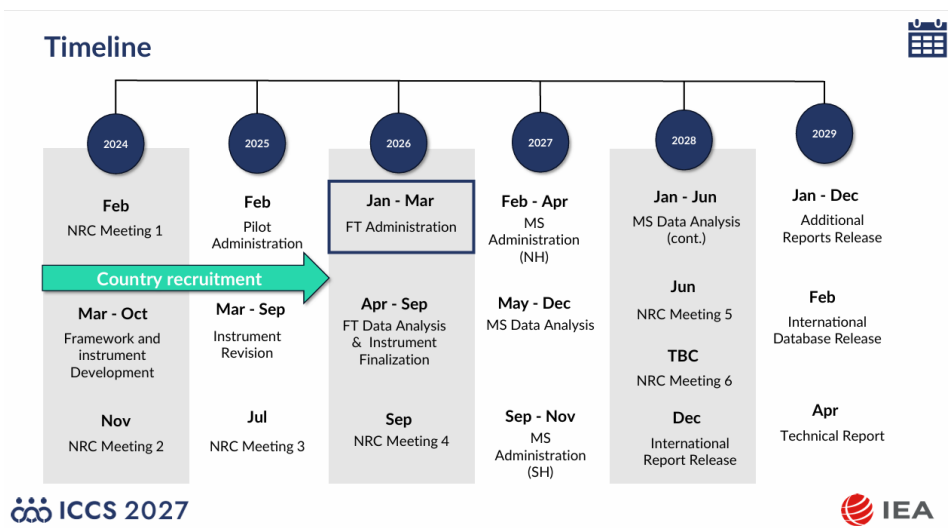 Timeline
2024
2025
2026
2027
2028
2029
Feb
NRC Meeting 1
Feb
Pilot
Administration
Jan - Mar
FT Administration
Feb - Apr
MS
Administration
(NH)
Jan - Jun
MS Data Analysis
(cont.)
Jan - Dec
Additional
Reports Release
Country recruitment
Mar - Oct
Framework and
instrument
Development
Mar - Sep
Instrument
Revision
Apr - Sep
FT Data Analysis
& Instrument
Finalization
May - Dec
MS Data Analysis
Jun
NRC Meeting 5
Feb
International
Database Release
TBC
NRC Meeting 6
Nov
NRC Meeting 2
Jul
NRC Meeting 3
Sep
NRC Meeting 4
Sep - Nov
MS
Administration
(SH)
Dec
International
Report Release
Apr
Technical Report
ICCS 2027
IEA